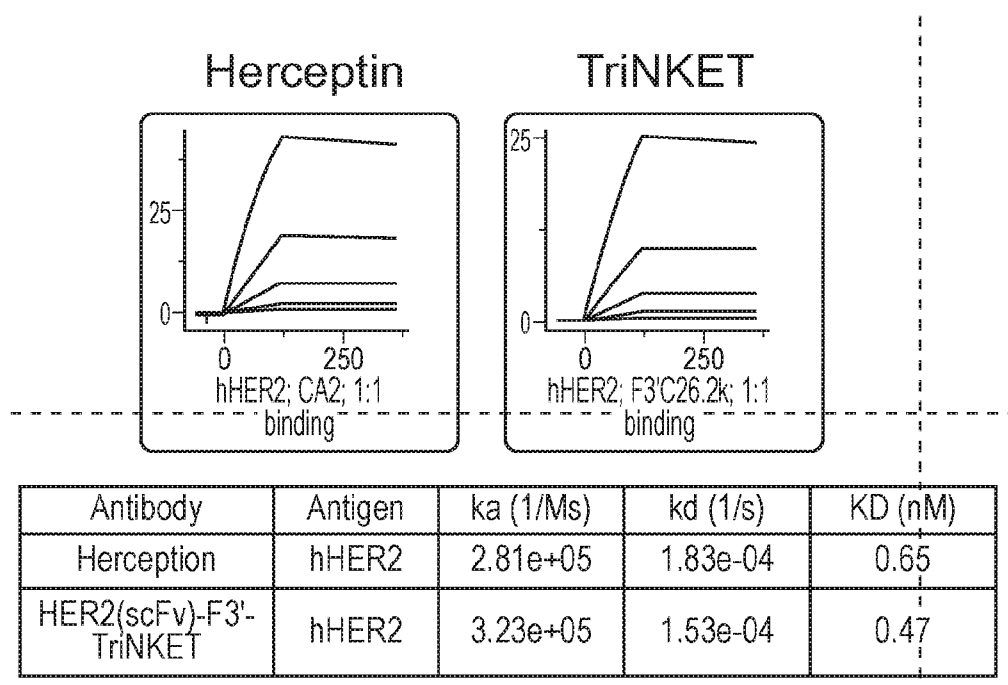 Herceptin
TriNKET
25
0
0 250
hHER2; CA2; 1:1
binding
25
0
0 250
hHER2; F3'C26.2k; 1:1
binding
Antibody Antigen ka (1/Ms) kd (1/s) KD (nM)
Herception hHER2 2.81e+05 1.83e-04 0.65
HER2(scFv)-F3'-
TriNKET hHER2 3.23e+05 1.53e-04 0.47